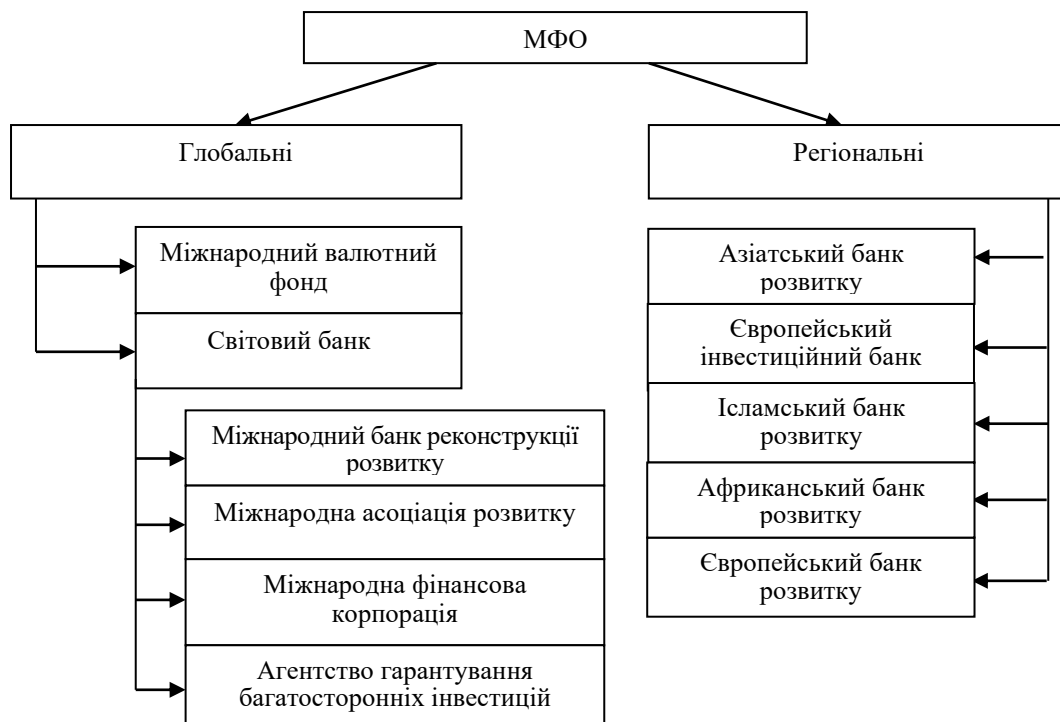 МФО
Глобальні
Регіональні
Міжнародний валютний
фонд
Світовий банк
Міжнародний банк реконструкції
розвитку
Міжнародна асоціація розвитку
Міжнародна фінансова
корпорація
Агентство гарантування
багатосторонніх інвестицій
Азіатський банк
розвитку
Європейський
інвестиційний банк
Ісламський банк
розвитку
Африканський банк
розвитку
Європейський банк
розвитку